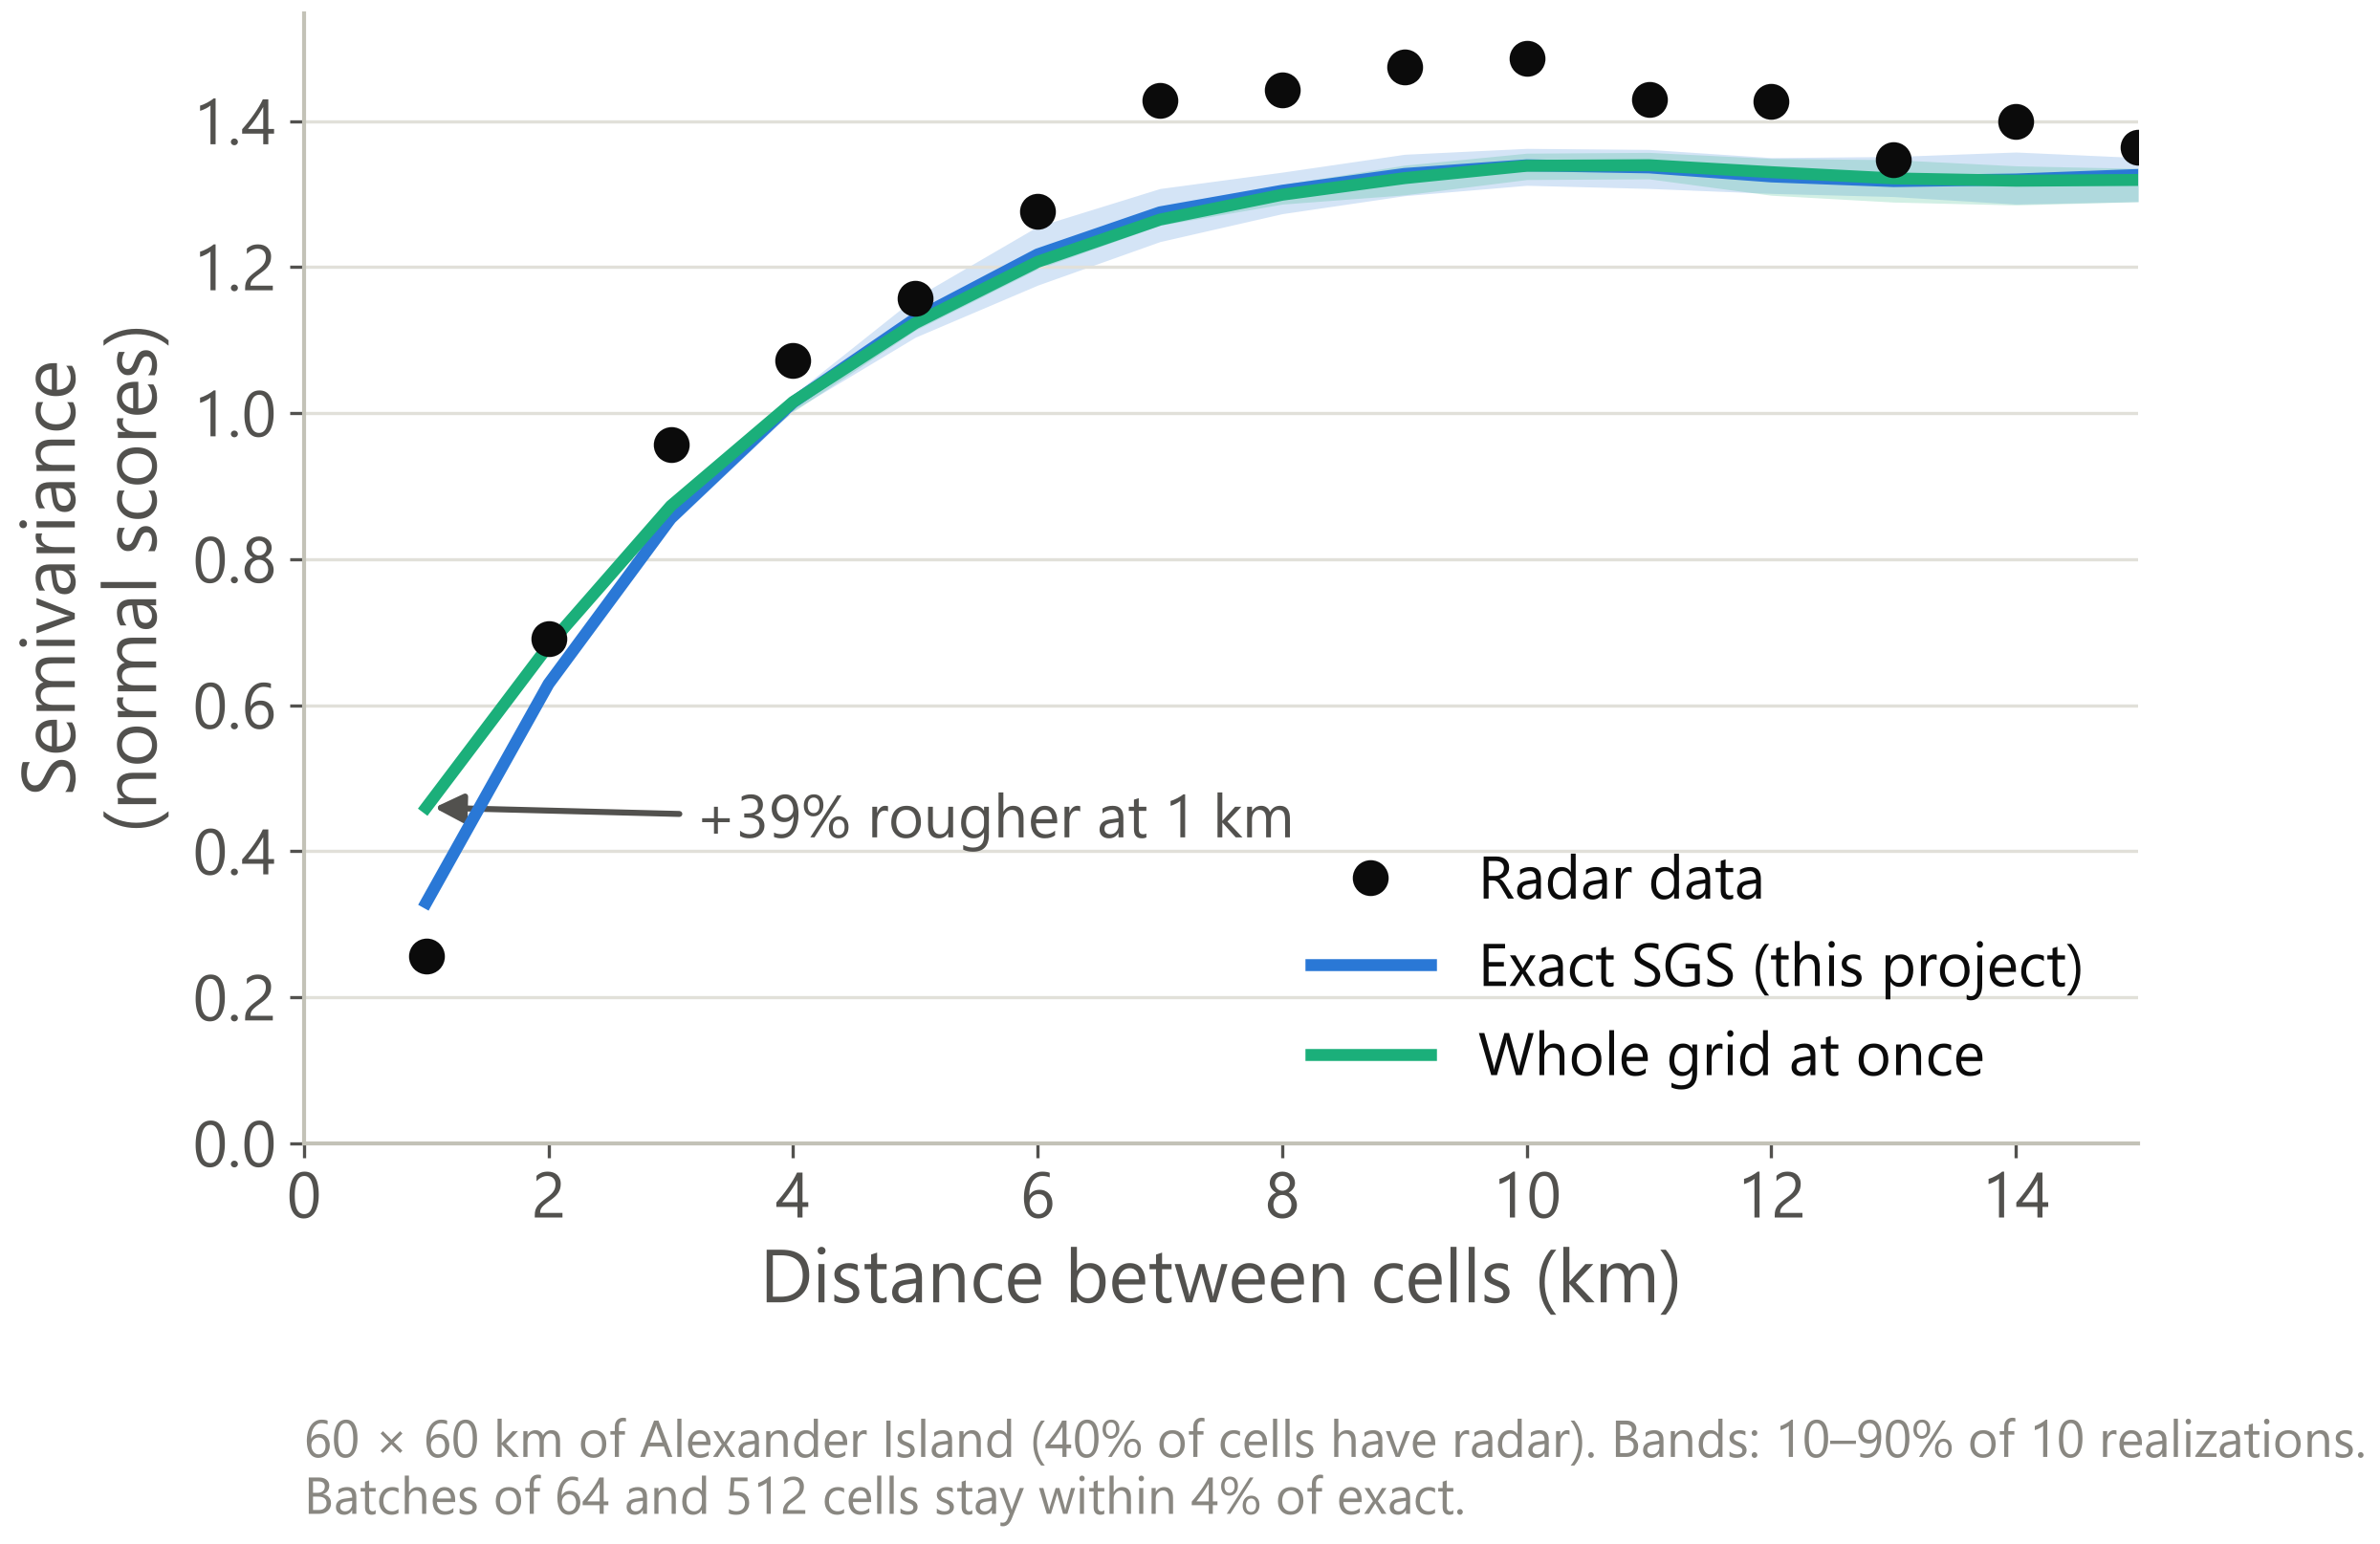 Semivariance
(normal scores)
1.4
1.2
1.0
0.8
0.6
0.4
0.2
0.0
+39% rougher at 1 km
Radar data
Exact SGS (this project)
Whole grid at once
0 2 4 6 8 10 12 14
Distance between cells (km)
60 × 60 km of Alexander Island (40% of cells have radar). Bands: 10–90% of 10 realizations.
Batches of 64 and 512 cells stay within 4% of exact.